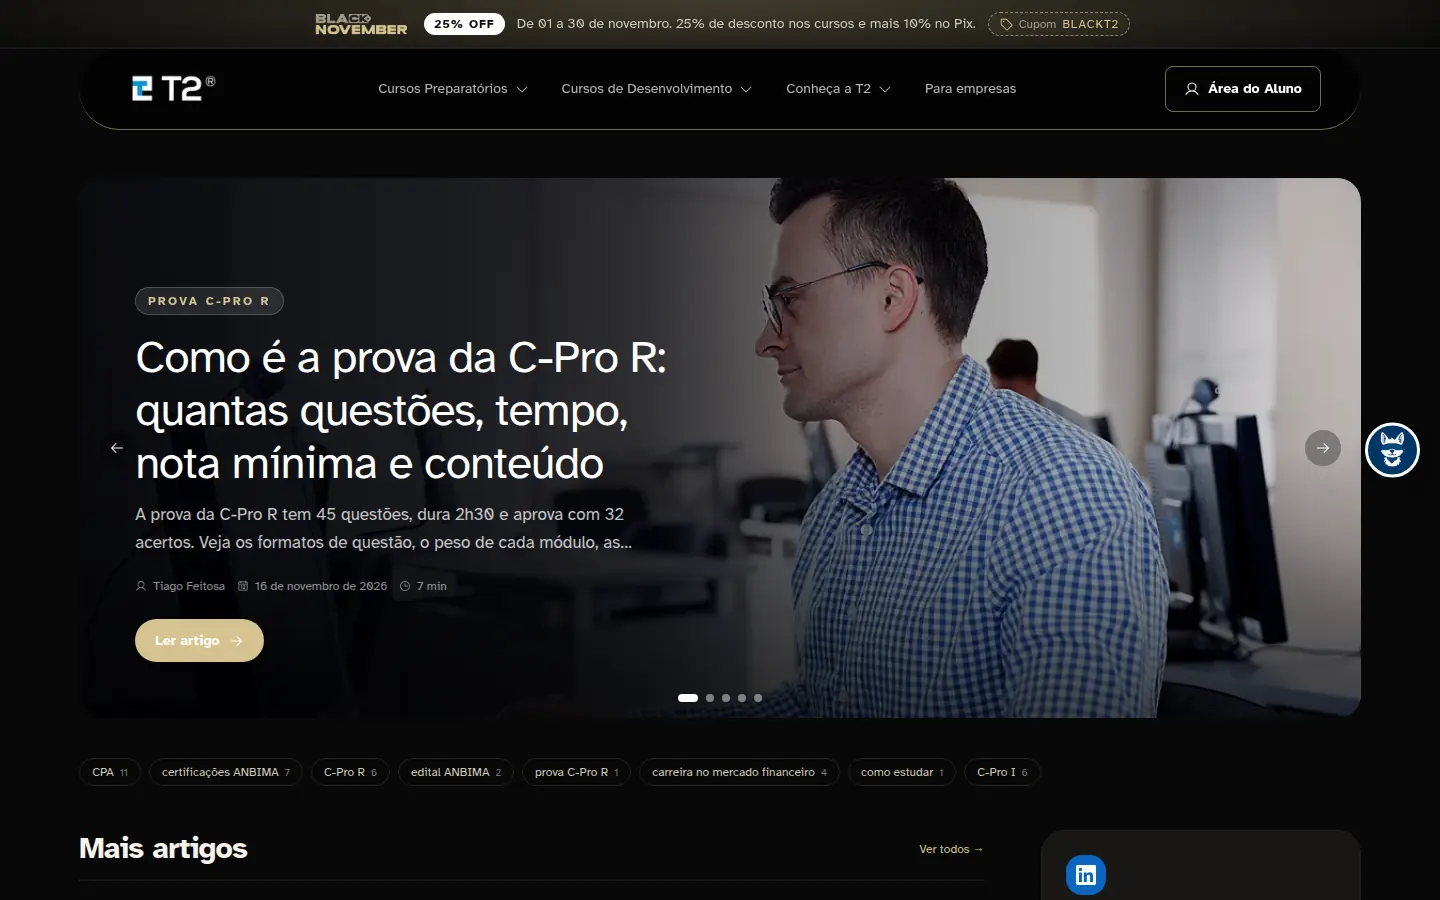 BLACK
NOVEMBER
25% OFF
De 01 a 30 de novembro. 25% de desconto nos cursos e mais 10% no Pix.
Cupom BLACKT2
T2®
Cursos Preparatórios
Cursos de Desenvolvimento
Conheça a T2
Para empresas
Área do Aluno
PROVA C-PRO R
Como é a prova da C-Pro R:
quantas questões, tempo,
nota mínima e conteúdo
A prova da C-Pro R tem 45 questões, dura 2h30 e aprova com 32
acertos. Veja os formatos de questão, o peso de cada módulo, as...
Tiago Feitosa
16 de novembro de 2026
7 min
Ler artigo →
CPA 11
certificações ANBIMA 7
C-Pro R 6
edital ANBIMA 2
prova C-Pro R 1
carreira no mercado financeiro 4
como estudar 1
C-Pro I 6
Mais artigos
Ver todos →
in